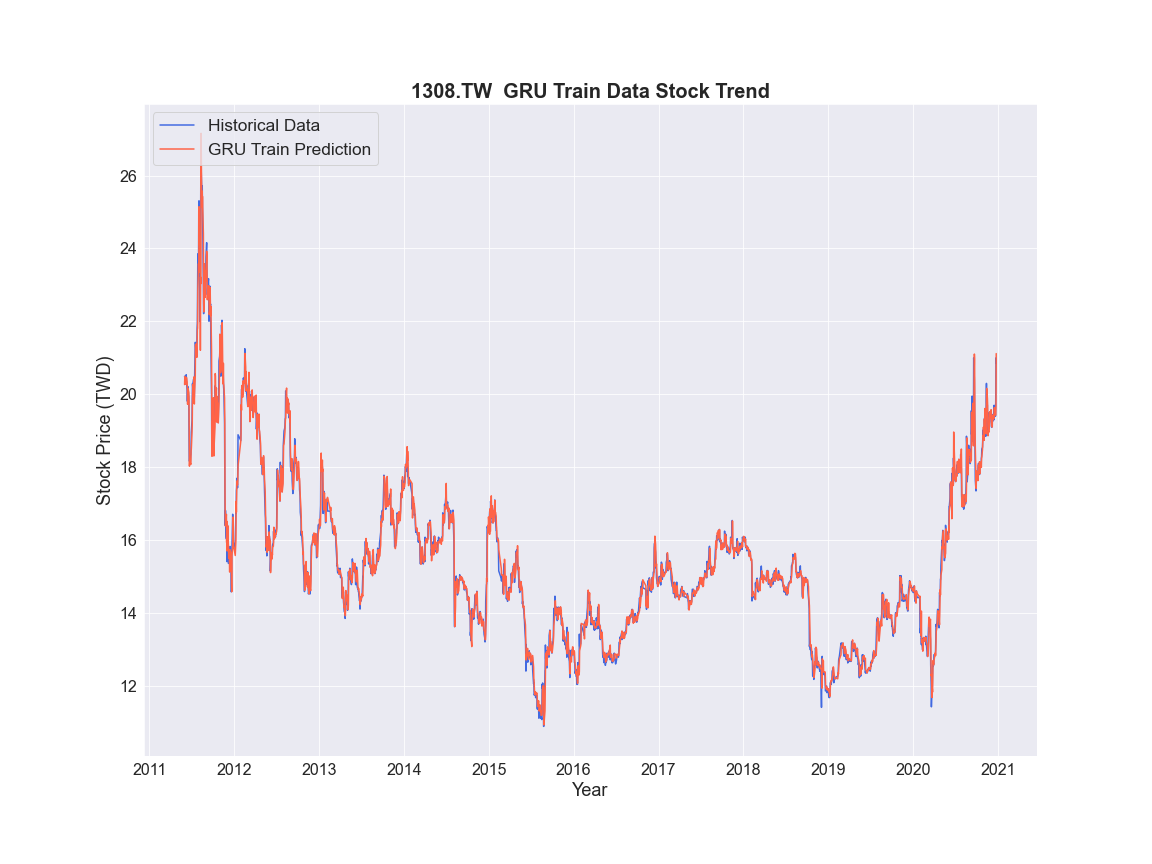 1308.TW  GRU Train Data Stock Trend
Historical Data
GRU Train Prediction
Stock Price (TWD)
26
24
22
20
18
16
14
12
2011 2012 2013 2014 2015 2016 2017 2018 2019 2020 2021
Year